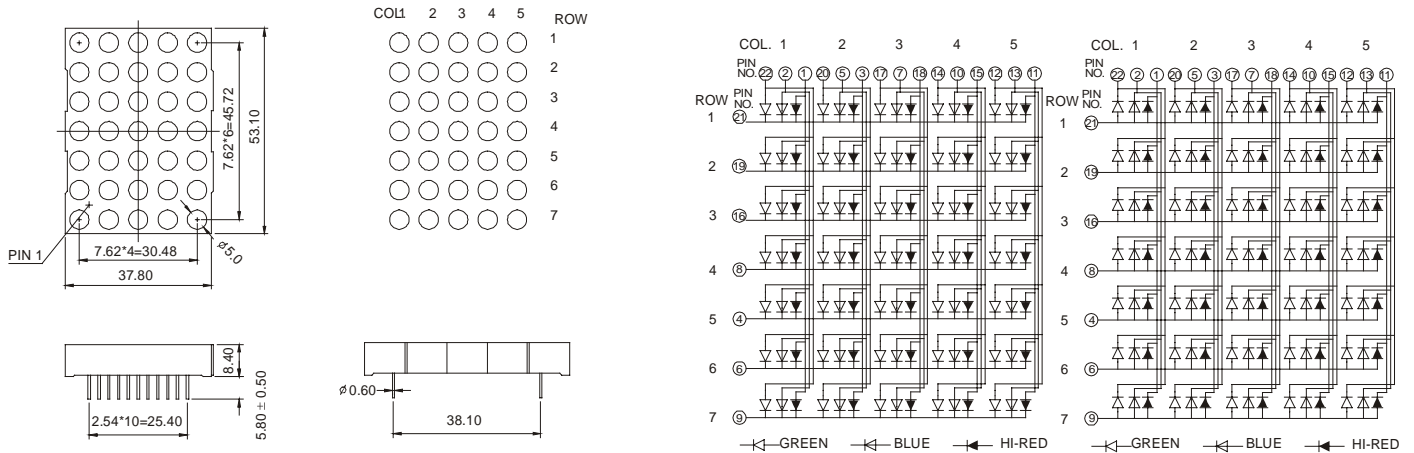 7.62*6=45.72
53.10
PIN 1
7.62*4=30.48
ø5.0
37.80
8.40
5.80 ± 0.50
2.54*10=25.40
COL1 2 3 4 5 ROW
1
2
3
4
5
6
7
ø0.60
38.10
COL. 1 2 3 4 5
PIN NO. 22 2 1 20 5 3 17 7 18 14 10 15 12 13 11
ROW PIN NO.
1 21
2 19
3 16
4 8
5 4
6 6
7 9
GREEN BLUE HI-RED
COL. 1 2 3 4 5
PIN NO. 22 2 1 20 5 3 17 7 18 14 10 15 12 13 11
ROW PIN NO.
1 21
2 19
3 16
4 8
5 4
6 6
7 9
GREEN BLUE HI-RED